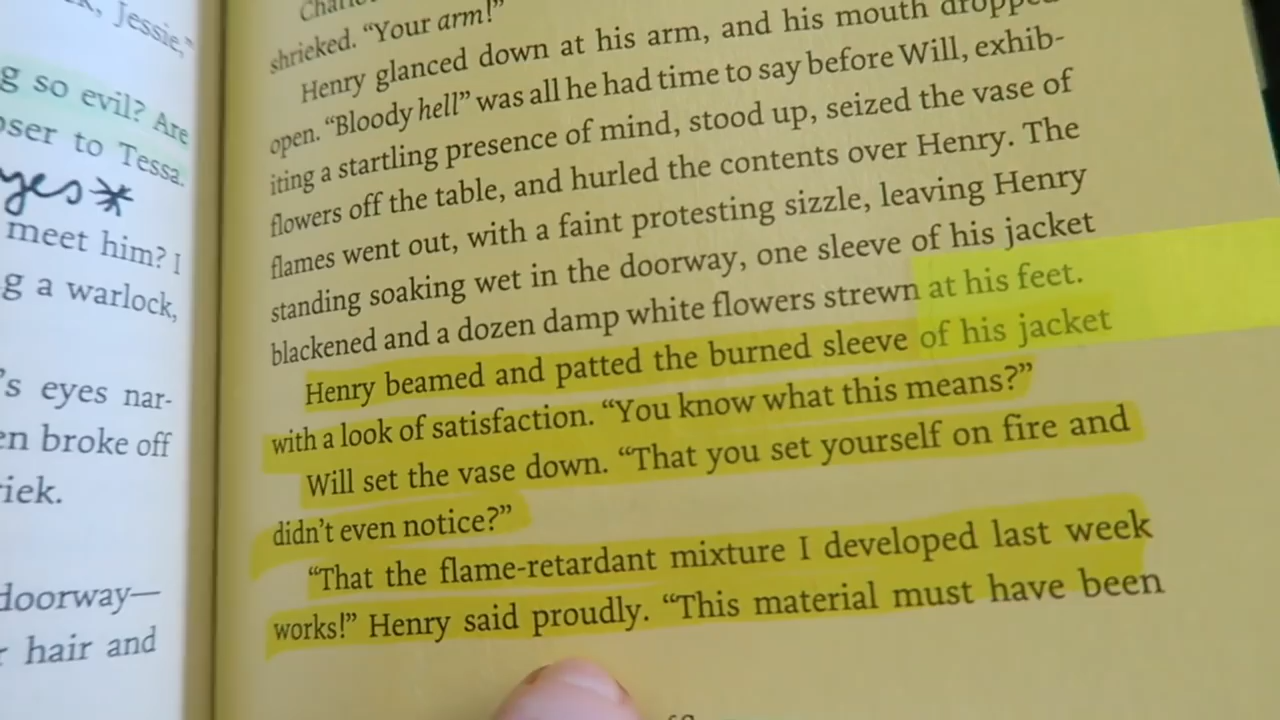 Jessie,"
g so evil? Are
oser to Tessa.
yes*
meet him? I
g a warlock,
's eyes nar-
en broke off
riek.
doorway—
r hair and
shrieked. "Your arm!"
Henry glanced down at his arm, and his mouth dropped
open. "Bloody hell" was all he had time to say before Will, exhib-
iting a startling presence of mind, stood up, seized the vase of
flowers off the table, and hurled the contents over Henry. The
flames went out, with a faint protesting sizzle, leaving Henry
standing soaking wet in the doorway, one sleeve of his jacket
blackened and a dozen damp white flowers strewn at his feet.
Henry beamed and patted the burned sleeve of his jacket
with a look of satisfaction. "You know what this means?"
Will set the vase down. "That you set yourself on fire and
didn't even notice?"
"That the flame-retardant mixture I developed last week
works!" Henry said proudly. "This material must have been